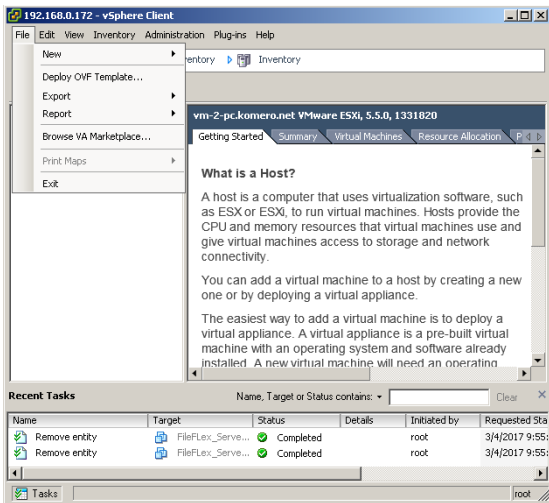 192.168.0.172 - vSphere Client
File Edit View Inventory Administration Plug-ins Help
New
Deploy OVF Template...
Export
Report
Browse VA Marketplace...
Print Maps
Exit
Inventory
vm-2-pc.komero.net VMware ESXi, 5.5.0, 1331820
Getting Started Summary Virtual Machines Resource Allocation P
What is a Host?
A host is a computer that uses virtualization software, such
as ESX or ESXi, to run virtual machines. Hosts provide the
CPU and memory resources that virtual machines use and
give virtual machines access to storage and network
connectivity.
You can add a virtual machine to a host by creating a new
one or by deploying a virtual appliance.
The easiest way to add a virtual machine is to deploy a
virtual appliance. A virtual appliance is a pre-built virtual
machine with an operating system and software already
installed. A new virtual machine will need an operating
Recent Tasks Name, Target or Status contains: Clear
Name Target Status Details Initiated by Requested Sta
Remove entity FileFLex_Serve... Completed root 3/4/2017 9:55:
Remove entity FileFLex_Serve... Completed root 3/4/2017 9:55:
Tasks root